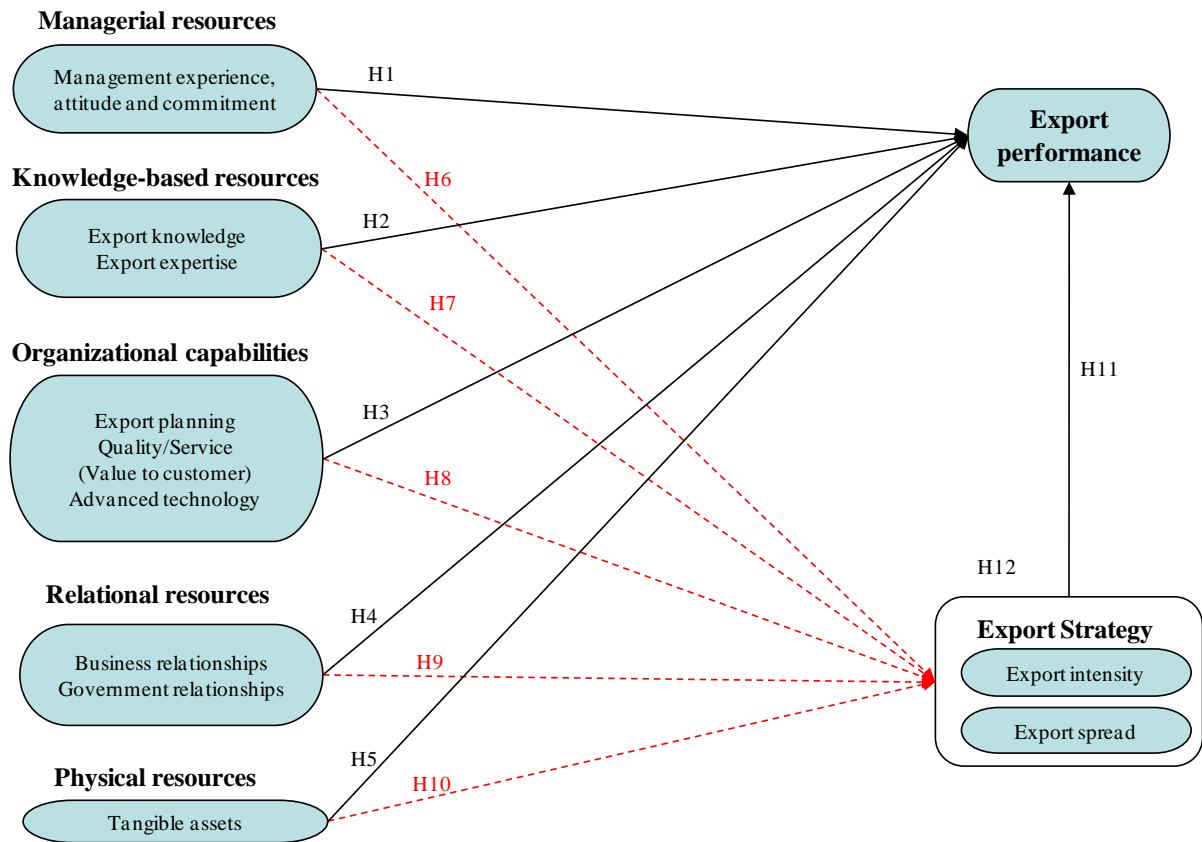 Managerial resources
Management experience,
attitude and commitment
H1
Export
performance
H6
Knowledge-based resources
Export knowledge
Export expertise
H2
H7
Organizational capabilities
Export planning
Quality/Service
(Value to customer)
Advanced technology
H3
H8
H11
H12
Relational resources
Business relationships
Government relationships
H4
H9
Export Strategy
Export intensity
Export spread
Physical resources
Tangible assets
H5
H10